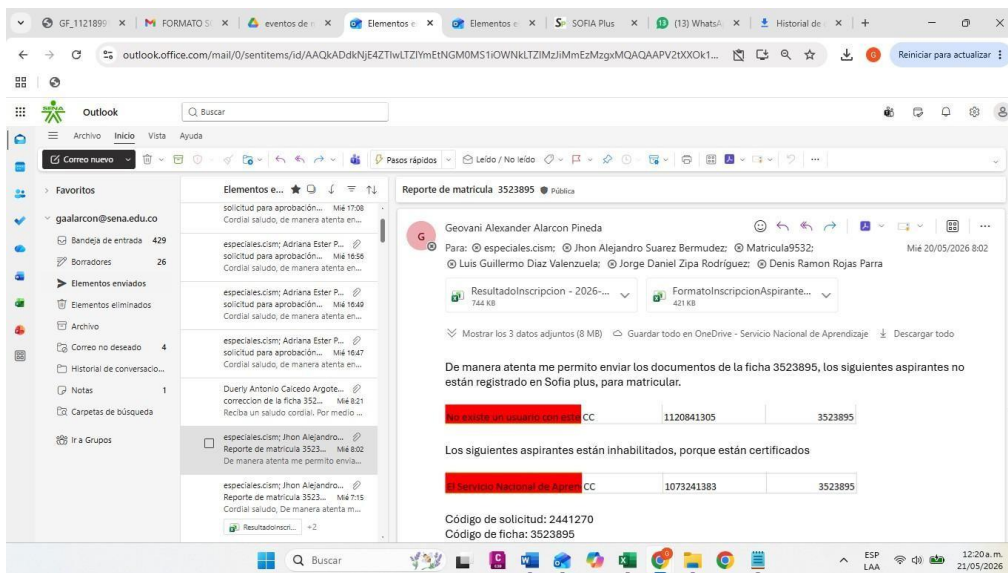 GF_1121899
FORMATO S
eventos de
Elementos e
Elementos e
SOFIA Plus
(13) WhatsA
Historial de
outlook.office.com/mail/0/sentitems/id/AAQkADdkNjE4ZTIwLTZlYmEtNGM0MS1iOWNkLTZlMzJiMmEzMzgxMQAQAAPV2tXXOk1...
G
Reiniciar para actualizar
SENA
Outlook
Buscar
Archivo Inicio Vista Ayuda
Correo nuevo
Pasos rápidos
Leído / No leído
Favoritos
gaalarcon@sena.edu.co
Bandeja de entrada 429
Borradores 26
Elementos enviados
Elementos eliminados
Archivo
Correo no deseado 4
Historial de conversacio...
Notas 1
Carpetas de búsqueda
Ir a Grupos
Elementos e...
solicitud para aprobación... Mié 17:08
Cordial saludo, de manera atenta en...
especiales.cism; Adriana Ester P...
solicitud para aprobación... Mié 16:56
Cordial saludo, de manera atenta en...
especiales.cism; Adriana Ester P...
solicitud para aprobación... Mié 16:49
Cordial saludo, de manera atenta en...
especiales.cism; Adriana Ester P...
solicitud para aprobación... Mié 16:47
Cordial saludo, de manera atenta en...
Duerly Antonio Caicedo Argote...
correccion de la ficha 352... Mié 8:21
Reciba un saludo cordial. Por medio ...
especiales.cism; Jhon Alejandro...
Reporte de matricula 3523... Mié 8:02
De manera atenta me permito envia...
especiales.cism; Jhon Alejandro...
Reporte de matricula 3523... Mié 7:15
Cordial saludo, De manera atenta m...
ResultadoInscri... +2
Reporte de matricula 3523895 Pública
G
Geovani Alexander Alarcon Pineda
Para: especiales.cism; Jhon Alejandro Suarez Bermudez; Matricula9532;
Luis Guillermo Diaz Valenzuela; Jorge Daniel Zipa Rodríguez; Denis Ramon Rojas Parra
Mié 20/05/2026 8:02
ResultadoInscripcion - 2026-...
744 KB
FormatoInscripcionAspirante...
421 KB
Mostrar los 3 datos adjuntos (8 MB) Guardar todo en OneDrive - Servicio Nacional de Aprendizaje Descargar todo
De manera atenta me permito enviar los documentos de la ficha 3523895, los siguientes aspirantes no
están registrado en Sofia plus, para matricular.
No existe un usuario con este CC 1120841305 3523895
Los siguientes aspirantes están inhabilitados, porque están certificados
El Servicio Nacional de Apren CC 1073241383 3523895
Código de solicitud: 2441270
Código de ficha: 3523895
Buscar
ESP
LAA
12:20 a. m.
21/05/2026